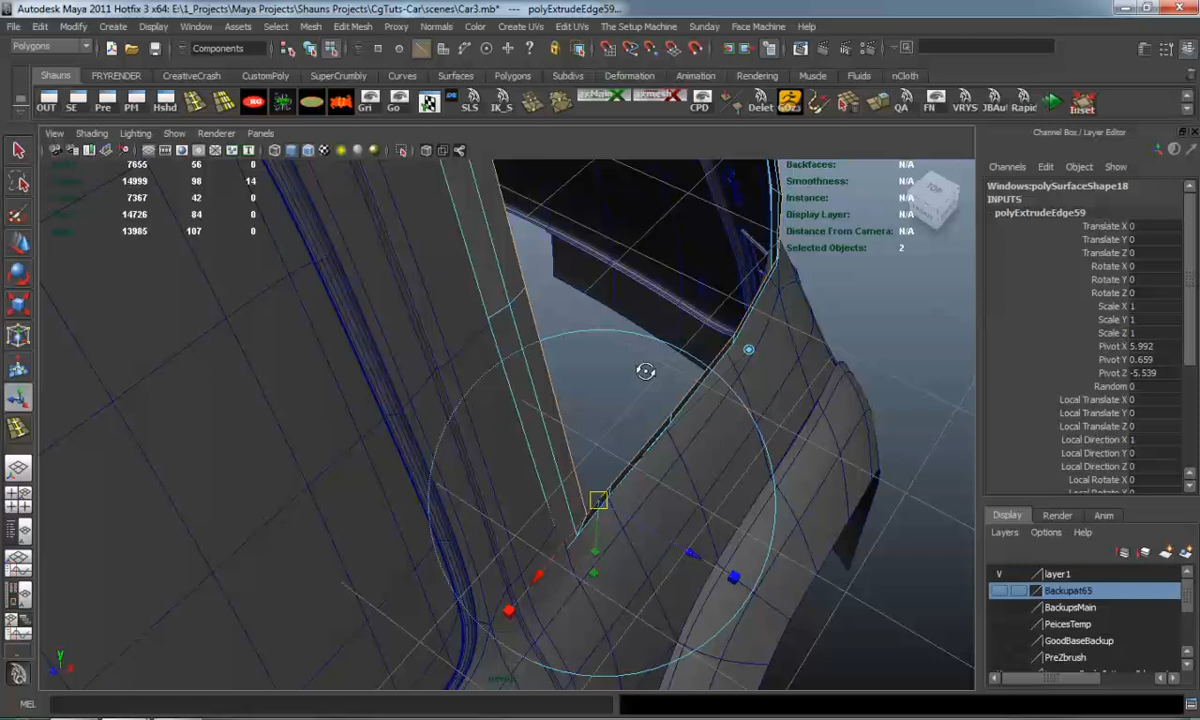 Autodesk Maya 2011 Hotfix 3 x64: E:\1_Projects\Maya Projects\Shauns Projects\CgTuts-Car\scenes\Car3.mb* --- polyExtrudeEdge59...
File Edit Modify Create Display Window Assets Select Mesh Edit Mesh Proxy Normals Color Create UVs Edit UVs The Setup Machine Sunday Face Machine Help
Polygons Components
Shauns FRYRENDER CreativeCrash CustomPoly SuperCrumbly Curves Surfaces Polygons Subdivs Deformation Animation Rendering Muscle Fluids nCloth
OUT SE Pre PM Hshd Gri Go SLS IK_S CPD Delet GOzs QA FN VRYS JBAu Rapic Inset
View Shading Lighting Show Renderer Panels
Channel Box / Layer Editor
7655 56 0
14999 98 14
7367 42 0
14726 84 0
13985 107 0
Backfaces: N/A
Smoothness: N/A
Instance: N/A
Display Layer: N/A
Distance From Camera: N/A
Selected Objects: 2
TOP
Channels Edit Object Show
Windows:polySurfaceShape18
INPUTS
polyExtrudeEdge59
Translate X 0
Translate Y 0
Translate Z 0
Rotate X 0
Rotate Y 0
Rotate Z 0
Scale X 1
Scale Y 1
Scale Z 1
Pivot X 5.992
Pivot Y 0.659
Pivot Z -5.539
Random 0
Local Translate X 0
Local Translate Y 0
Local Translate Z 0
Local Direction X 1
Local Direction Y 0
Local Direction Z 0
Local Rotate X 0
Display Render Anim
Layers Options Help
V layer1
Backupat65
BackupsMain
PeicesTemp
GoodBaseBackup
PreZbrush
y
MEL